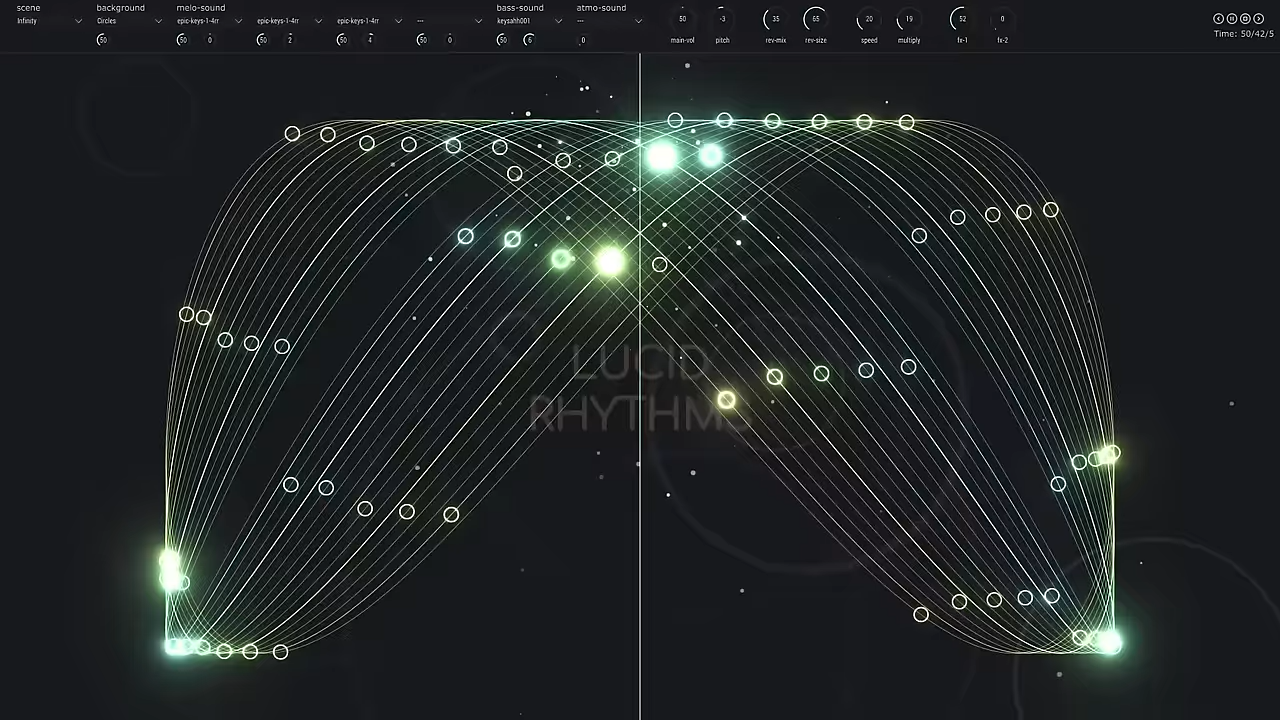 scene
background
melo-sound
bass-sound
atmo-sound
Infinity
Circles
epic-keys-1-4rr
epic-keys-1-4rr
epic-keys-1-4rr
---
keysahh001
---
50
50
0
50
2
50
4
50
0
50
6
0
50
-3
35
65
20
19
52
0
main-vol
pitch
rev-mix
rev-size
speed
multiply
fx-1
fx-2
Time: 50/42/5
LUCID
RHYTHMS